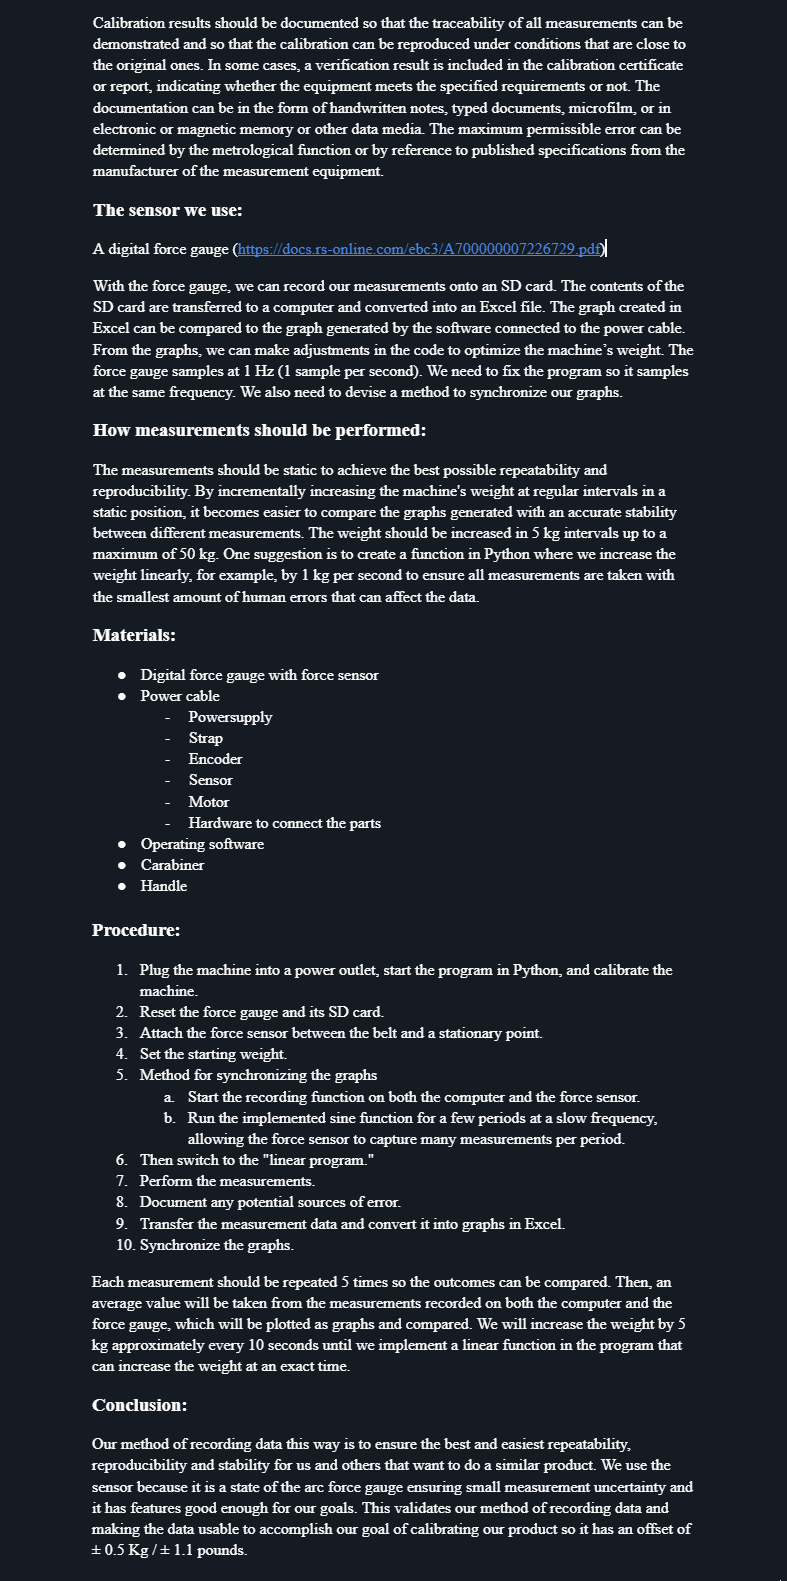 Calibration results should be documented so that the traceability of all measurements can be
demonstrated and so that the calibration can be reproduced under conditions that are close to
the original ones. In some cases, a verification result is included in the calibration certificate
or report, indicating whether the equipment meets the specified requirements or not. The
documentation can be in the form of handwritten notes, typed documents, microfilm, or in
electronic or magnetic memory or other data media. The maximum permissible error can be
determined by the metrological function or by reference to published specifications from the
manufacturer of the measurement equipment.
The sensor we use:
A digital force gauge (https://docs.rs-online.com/ebc3/A700000007226729.pdf)
With the force gauge, we can record our measurements onto an SD card. The contents of the
SD card are transferred to a computer and converted into an Excel file. The graph created in
Excel can be compared to the graph generated by the software connected to the power cable.
From the graphs, we can make adjustments in the code to optimize the machine’s weight. The
force gauge samples at 1 Hz (1 sample per second). We need to fix the program so it samples
at the same frequency. We also need to devise a method to synchronize our graphs.
How measurements should be performed:
The measurements should be static to achieve the best possible repeatability and
reproducibility. By incrementally increasing the machine's weight at regular intervals in a
static position, it becomes easier to compare the graphs generated with an accurate stability
between different measurements. The weight should be increased in 5 kg intervals up to a
maximum of 50 kg. One suggestion is to create a function in Python where we increase the
weight linearly, for example, by 1 kg per second to ensure all measurements are taken with
the smallest amount of human errors that can affect the data.
Materials:
● Digital force gauge with force sensor
● Power cable
- Powersupply
- Strap
- Encoder
- Sensor
- Motor
- Hardware to connect the parts
● Operating software
● Carabiner
● Handle
Procedure:
1. Plug the machine into a power outlet, start the program in Python, and calibrate the
machine.
2. Reset the force gauge and its SD card.
3. Attach the force sensor between the belt and a stationary point.
4. Set the starting weight.
5. Method for synchronizing the graphs
a. Start the recording function on both the computer and the force sensor.
b. Run the implemented sine function for a few periods at a slow frequency,
allowing the force sensor to capture many measurements per period.
6. Then switch to the "linear program."
7. Perform the measurements.
8. Document any potential sources of error.
9. Transfer the measurement data and convert it into graphs in Excel.
10. Synchronize the graphs.
Each measurement should be repeated 5 times so the outcomes can be compared. Then, an
average value will be taken from the measurements recorded on both the computer and the
force gauge, which will be plotted as graphs and compared. We will increase the weight by 5
kg approximately every 10 seconds until we implement a linear function in the program that
can increase the weight at an exact time.
Conclusion:
Our method of recording data this way is to ensure the best and easiest repeatability,
reproducibility and stability for us and others that want to do a similar product. We use the
sensor because it is a state of the arc force gauge ensuring small measurement uncertainty and
it has features good enough for our goals. This validates our method of recording data and
making the data usable to accomplish our goal of calibrating our product so it has an offset of
± 0.5 Kg / ± 1.1 pounds.